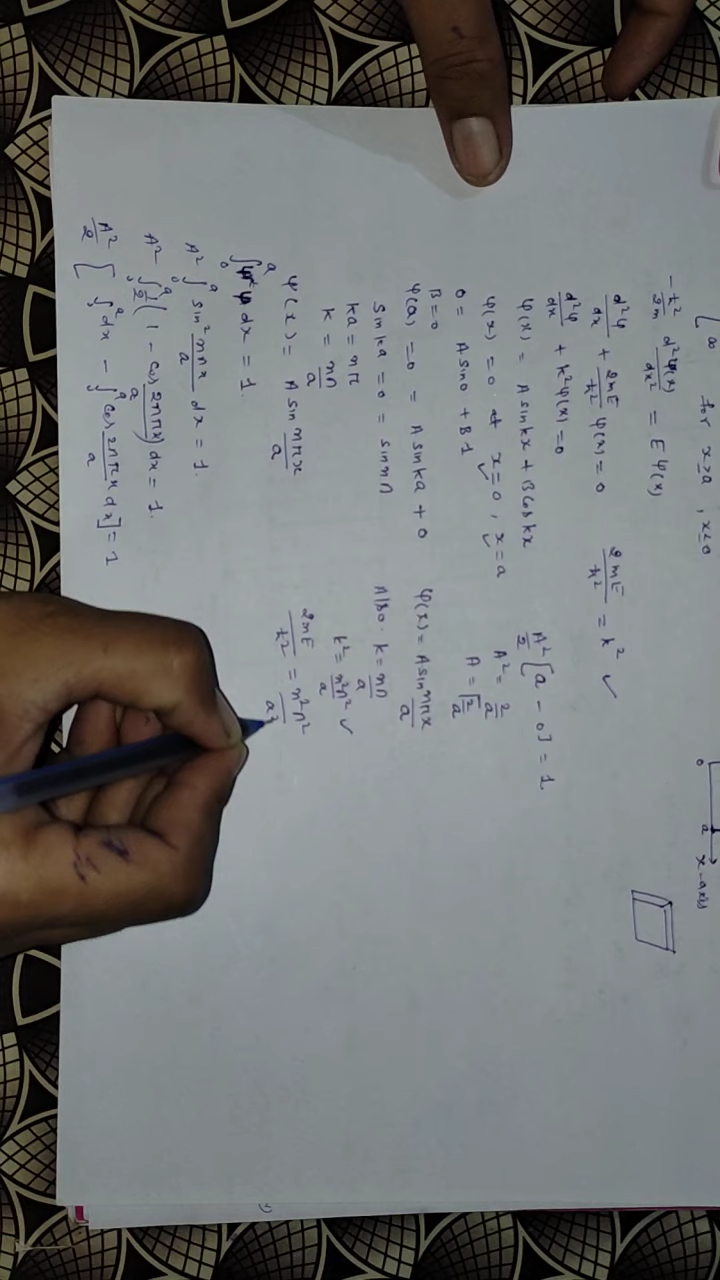 ∞ for x≥a, x≤0
-ħ²/2m d²ψ(x)/dx² = E ψ(x)
d²ψ/dx + 2mE/ħ² ψ(x) = 0
2mE/ħ² = k² ✓
d²ψ/dx + k²ψ(x) = 0
ψ(x) = A sin kx + B Cos kx
ψ(x) = 0 at x = 0, x = a
0 = A sin 0 + B 1
B = 0
ψ(a) = 0 = A sin ka + 0
Sin ka = 0 = sin nπ
ka = nπ
k = nπ/a
ψ(x) = A sin nπx/a
∫₀ᵃ ψ* ψ dx = 1.
A² ∫₀ᵃ sin² nπx/a dx = 1.
A² ∫₀ᵃ 1/2 (1 - Cos 2nπx/a) dx = 1.
A²/2 [ ∫₀ᵃ dx - ∫₀ᵃ Cos 2nπx/a dx ] = 1
A²/2 [a - 0] = 1.
A² = 2/a
A = √2/a
ψ(x) = A sin nπx/a
Also. k = nπ/a
k² = n²π²/a ✓
2mE/ħ² = n²π²/a²
0 a x-axis